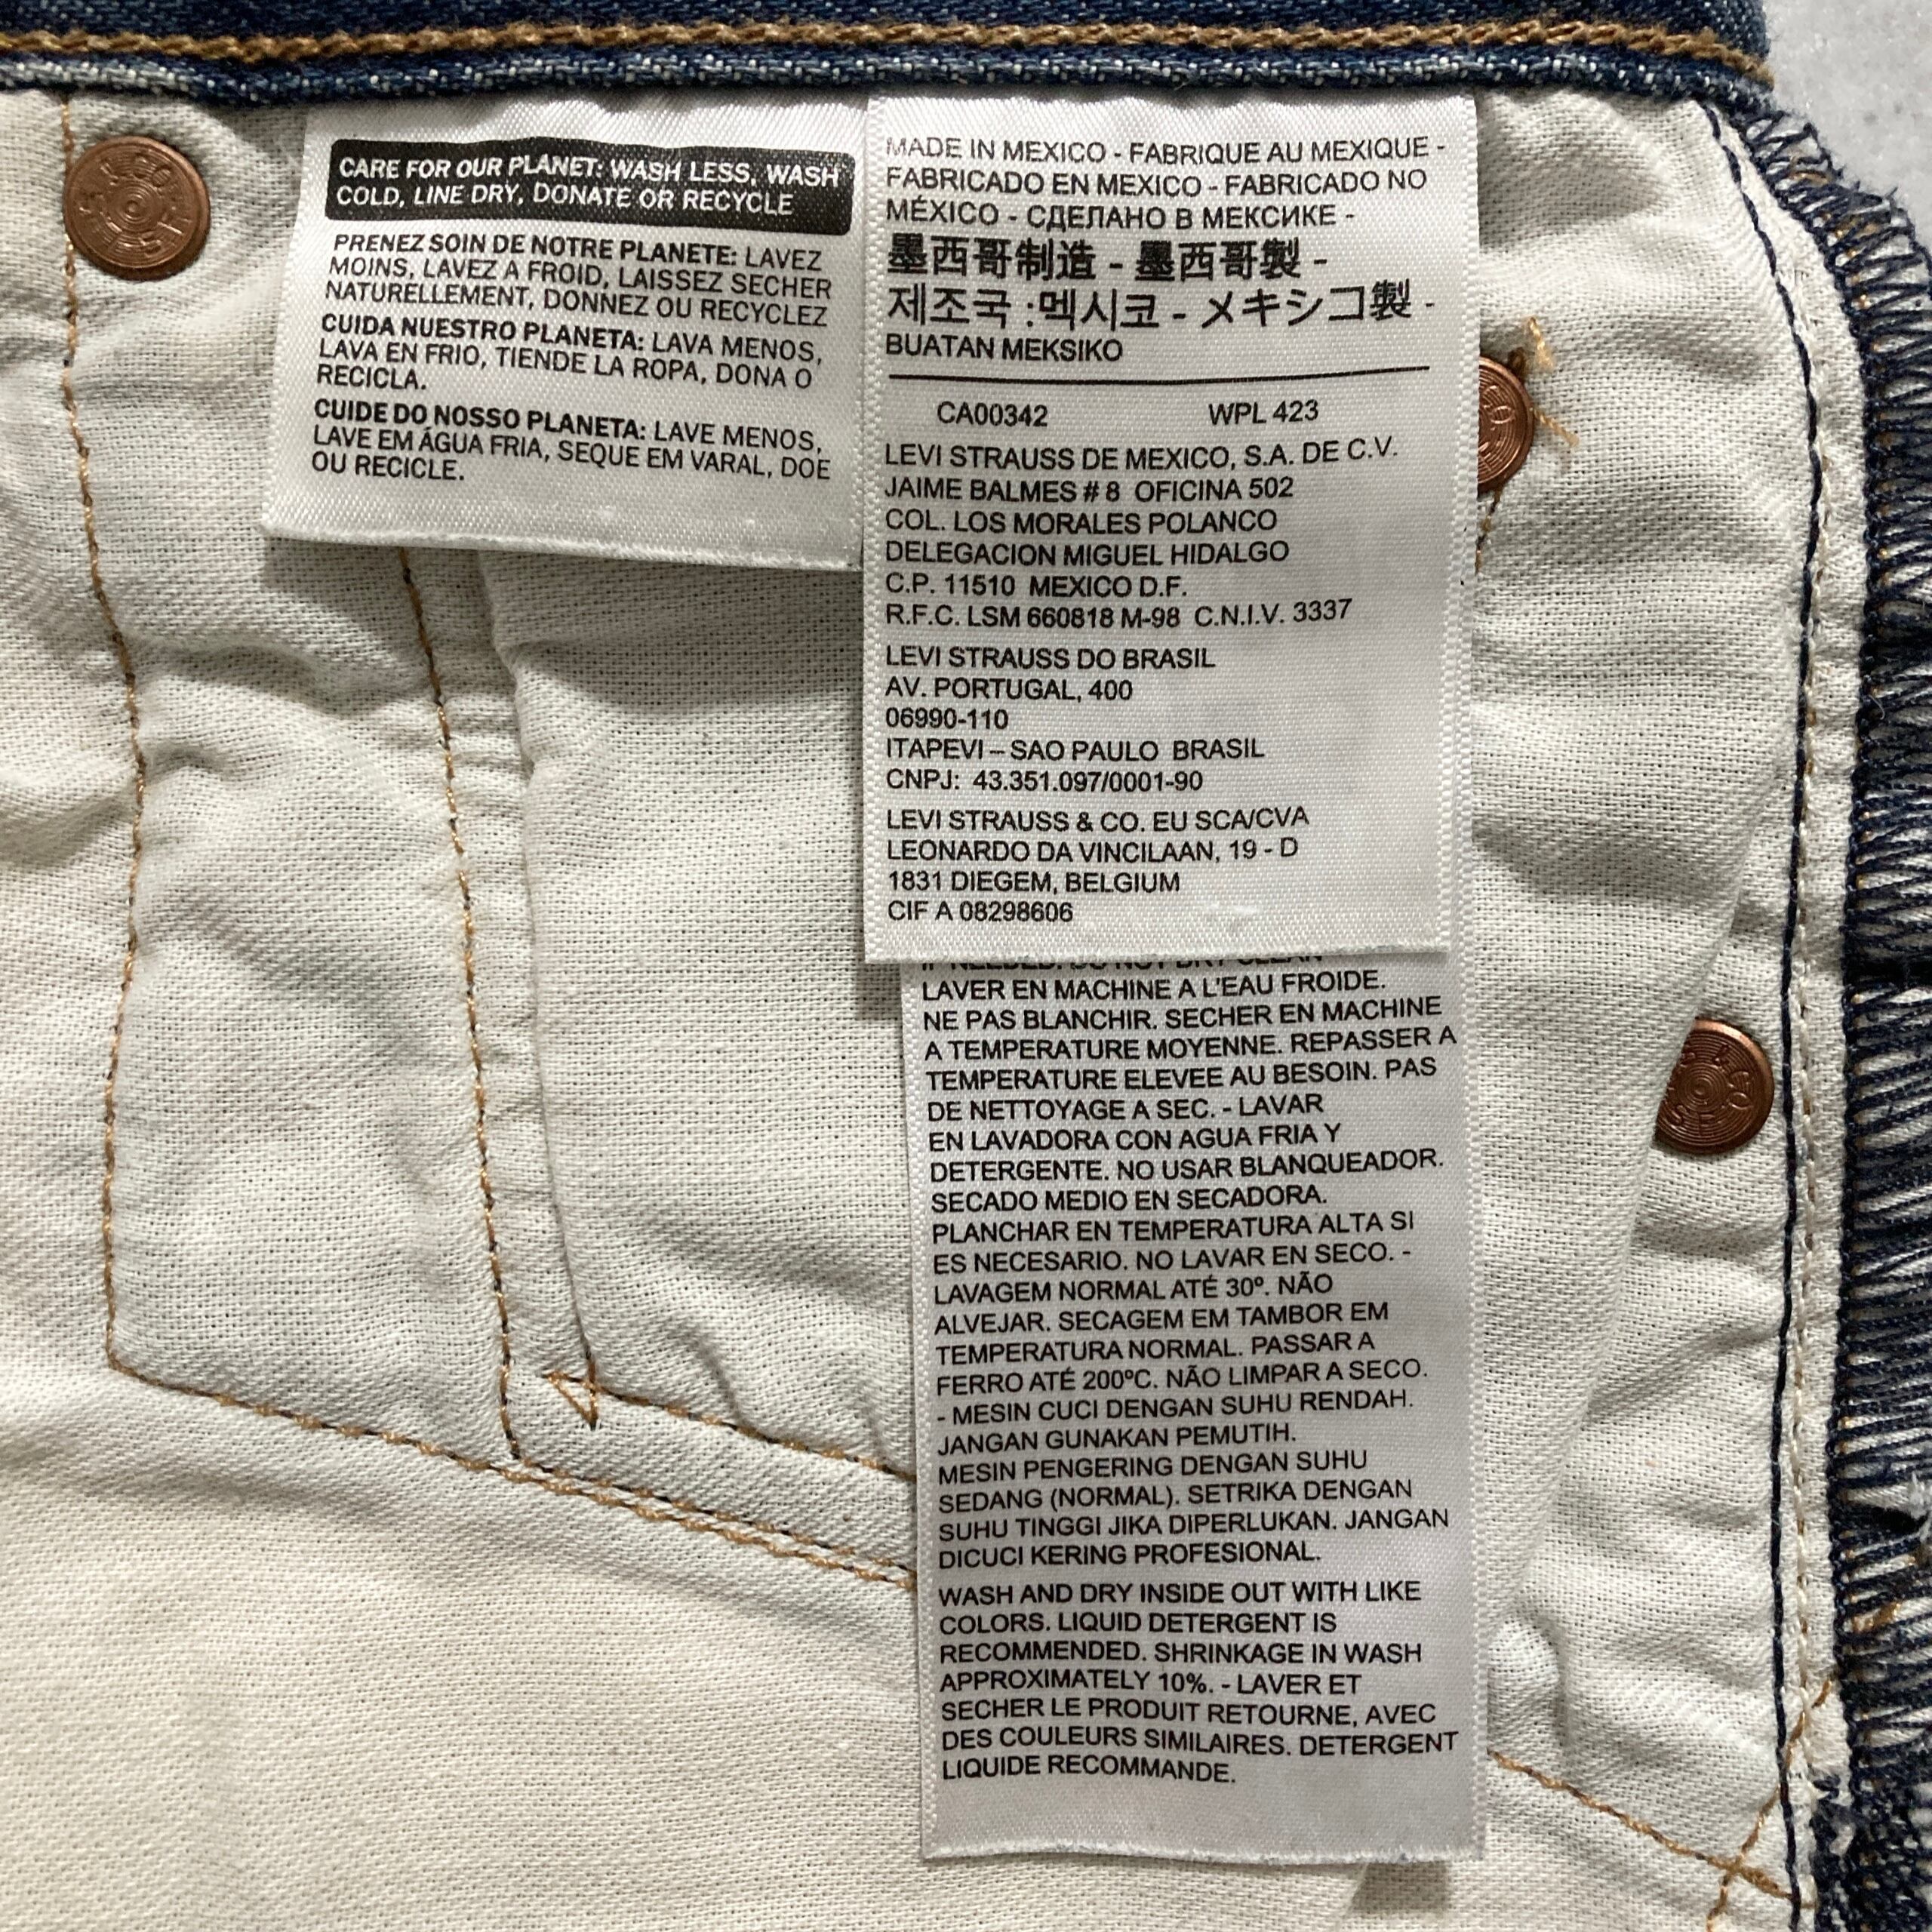 CARE FOR OUR PLANET: WASH LESS, WASH
COLD, LINE DRY, DONATE OR RECYCLE
PRENEZ SOIN DE NOTRE PLANETE: LAVEZ
MOINS, LAVEZ A FROID, LAISSEZ SECHER
NATURELLEMENT, DONNEZ OU RECYCLEZ
CUIDA NUESTRO PLANETA: LAVA MENOS,
LAVA EN FRIO, TIENDE LA ROPA, DONA O
RECICLA.
CUIDE DO NOSSO PLANETA: LAVE MENOS,
LAVE EM ÁGUA FRIA, SEQUE EM VARAL, DOE
OU RECICLE.
MADE IN MEXICO - FABRIQUE AU MEXIQUE -
FABRICADO EN MEXICO - FABRICADO NO
MÉXICO - СДЕЛАНО В МЕКСИКЕ -
墨西哥制造 - 墨西哥製 -
제조국 :멕시코 - メキシコ製 -
BUATAN MEKSIKO
CA00342 WPL 423
LEVI STRAUSS DE MEXICO, S.A. DE C.V.
JAIME BALMES # 8 OFICINA 502
COL. LOS MORALES POLANCO
DELEGACION MIGUEL HIDALGO
C.P. 11510 MEXICO D.F.
R.F.C. LSM 660818 M-98 C.N.I.V. 3337
LEVI STRAUSS DO BRASIL
AV. PORTUGAL, 400
06990-110
ITAPEVI – SAO PAULO BRASIL
CNPJ: 43.351.097/0001-90
LEVI STRAUSS & CO. EU SCA/CVA
LEONARDO DA VINCILAAN, 19 - D
1831 DIEGEM, BELGIUM
CIF A 08298606
IF NEEDED. DO NOT DRY CLEAN
LAVER EN MACHINE A L'EAU FROIDE.
NE PAS BLANCHIR. SECHER EN MACHINE
A TEMPERATURE MOYENNE. REPASSER A
TEMPERATURE ELEVEE AU BESOIN. PAS
DE NETTOYAGE A SEC. - LAVAR
EN LAVADORA CON AGUA FRIA Y
DETERGENTE. NO USAR BLANQUEADOR.
SECADO MEDIO EN SECADORA.
PLANCHAR EN TEMPERATURA ALTA SI
ES NECESARIO. NO LAVAR EN SECO. -
LAVAGEM NORMAL ATÉ 30º. NÃO
ALVEJAR. SECAGEM EM TAMBOR EM
TEMPERATURA NORMAL. PASSAR A
FERRO ATÉ 200ºC. NÃO LIMPAR A SECO.
- MESIN CUCI DENGAN SUHU RENDAH.
JANGAN GUNAKAN PEMUTIH.
MESIN PENGERING DENGAN SUHU
SEDANG (NORMAL). SETRIKA DENGAN
SUHU TINGGI JIKA DIPERLUKAN. JANGAN
DICUCI KERING PROFESIONAL.
WASH AND DRY INSIDE OUT WITH LIKE
COLORS. LIQUID DETERGENT IS
RECOMMENDED. SHRINKAGE IN WASH
APPROXIMATELY 10%. - LAVER ET
SECHER LE PRODUIT RETOURNE, AVEC
DES COULEURS SIMILAIRES. DETERGENT
LIQUIDE RECOMMANDE.